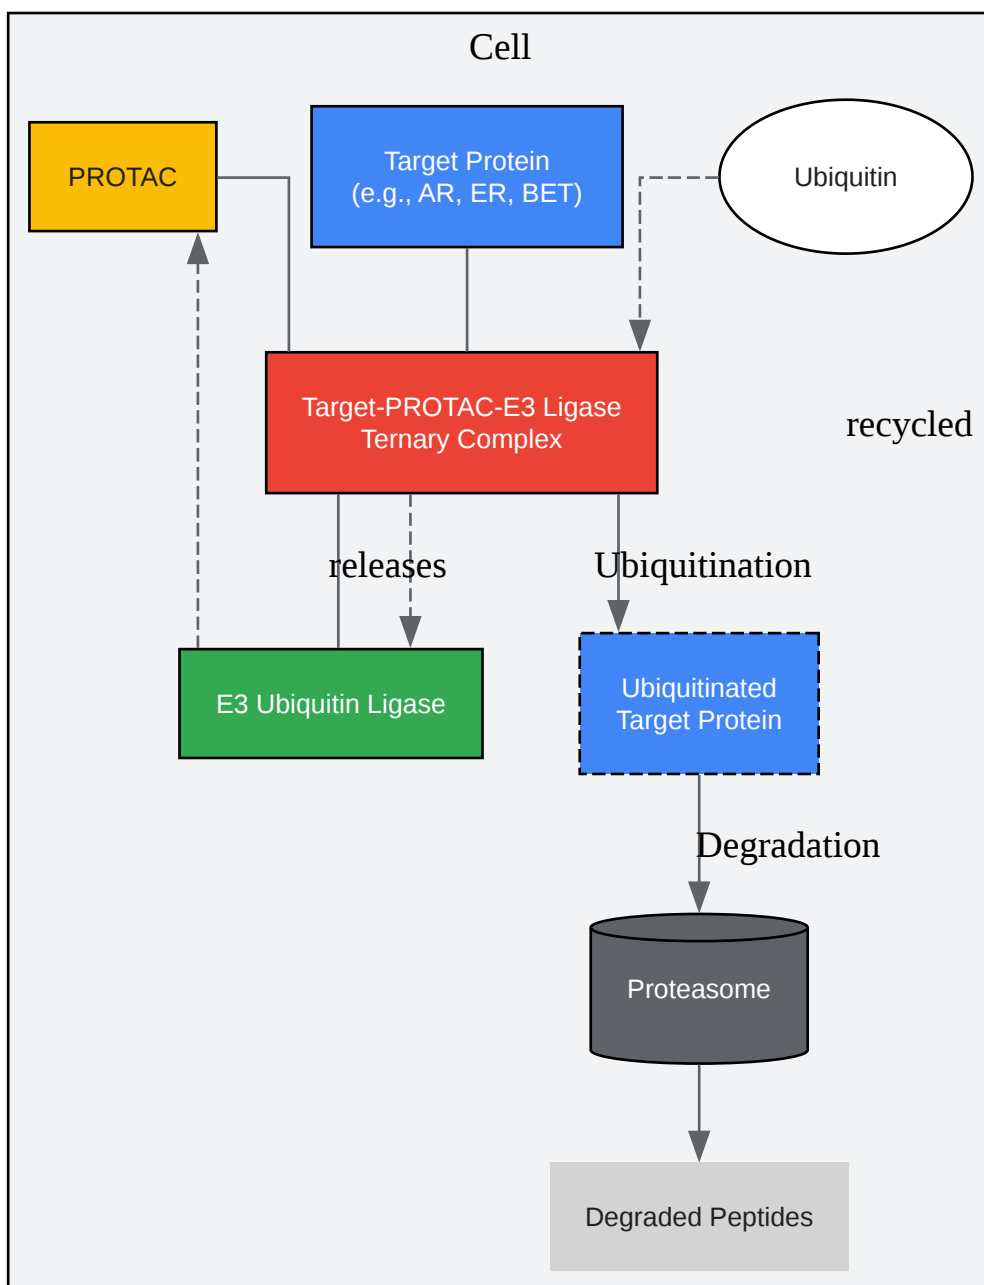 Cell
PROTAC
Target Protein
(e.g., AR, ER, BET)
Ubiquitin
Target-PROTAC-E3 Ligase
Ternary Complex
recycled
releases
Ubiquitination
E3 Ubiquitin Ligase
Ubiquitinated
Target Protein
Degradation
Proteasome
Degraded Peptides